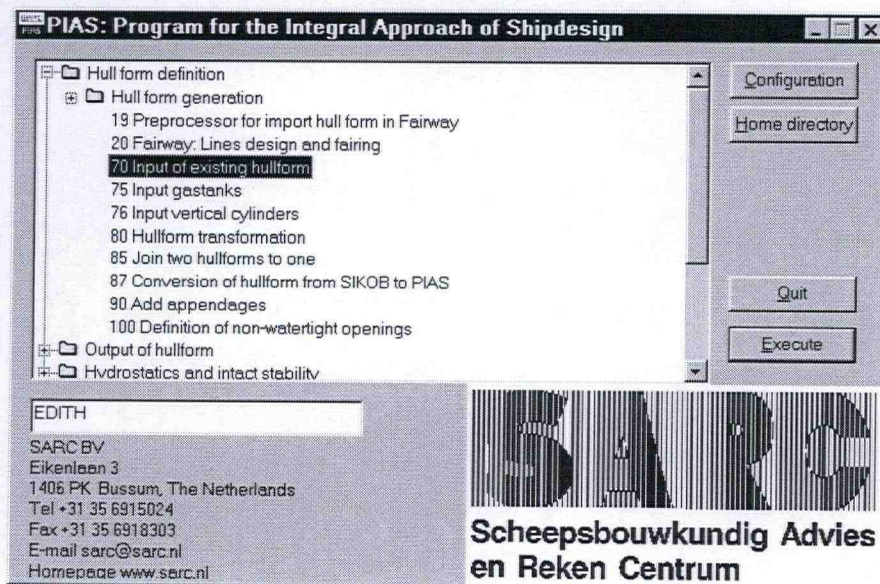 PIAS: Program for the Integral Approach of Shipdesign
Hull form definition
Hull form generation
19 Preprocessor for import hull form in Fairway
20 Fairway: Lines design and fairing
70 Input of existing hullform
75 Input gastanks
76 Input vertical cylinders
80 Hullform transformation
85 Join two hullforms to one
87 Conversion of hullform from SIKOB to PIAS
90 Add appendages
100 Definition of non-watertight openings
Output of hullform
Hydrostatics and intact stability
Configuration
Home directory
Quit
Execute
EDITH
SARC BV
Eikenlaan 3
1406 PK Bussum, The Netherlands
Tel +31 35 6915024
Fax +31 35 6918303
E-mail sarc@sarc.nl
Homepage www.sarc.nl
SARC
Scheepsbouwkundig Advies
en Reken Centrum